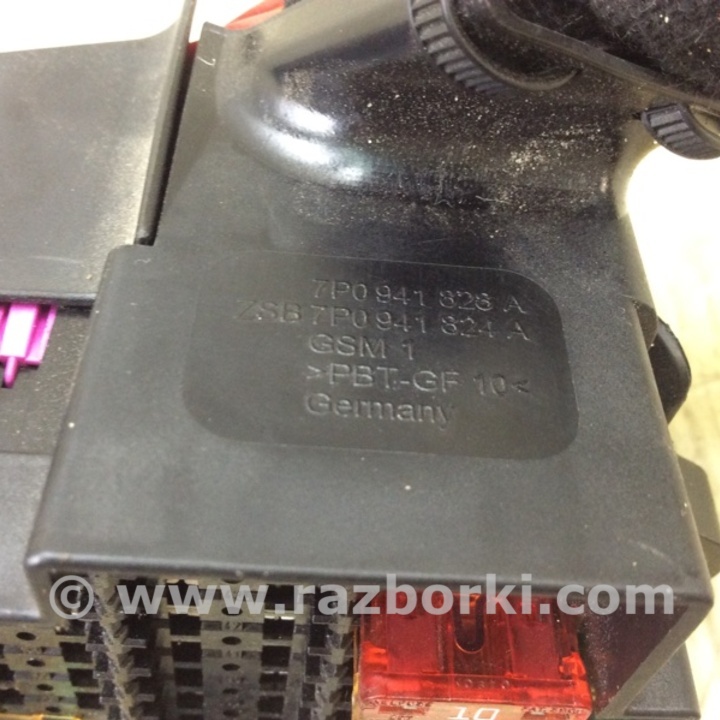 7P0 941 828 A
ZSB 7P0 941 824 A
GSM 1
>PBT-GF 10<
Germany
© www.razborki.com
10